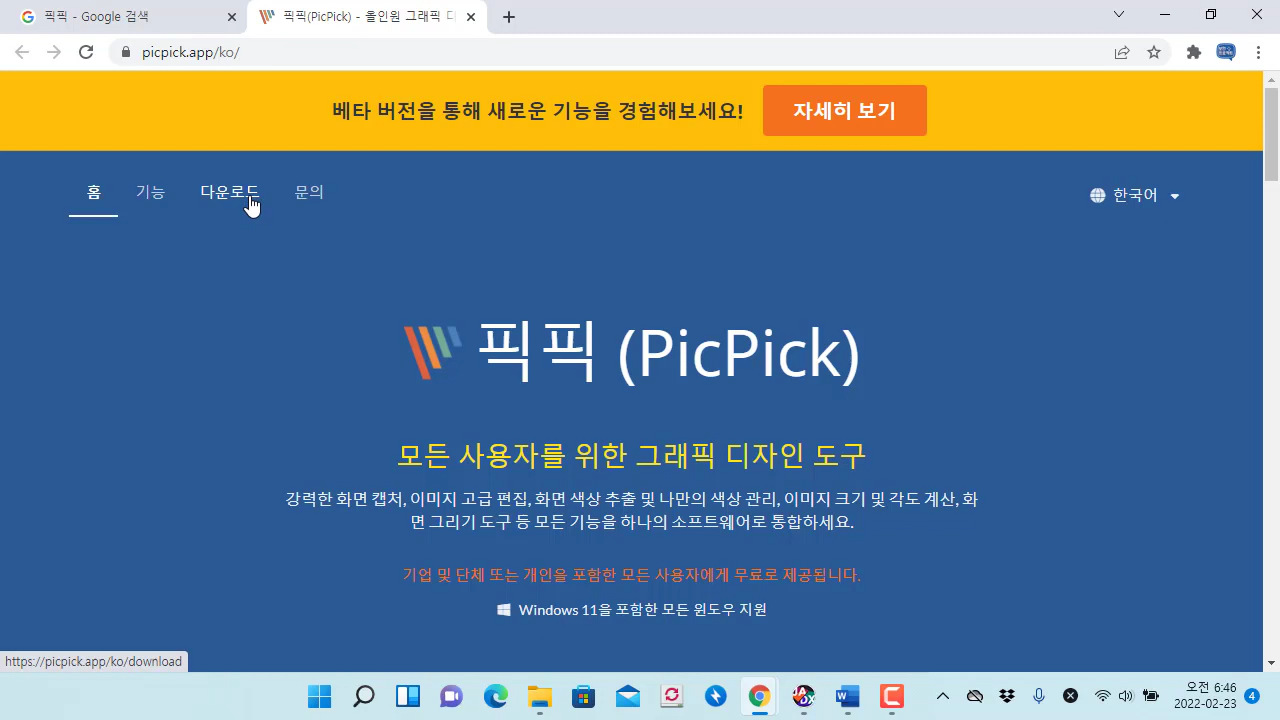 픽픽 - Google 검색
픽픽(PicPick) - 올인원 그래픽 디
picpick.app/ko/
베타 버전을 통해 새로운 기능을 경험해보세요!
자세히 보기
홈
기능
다운로드
문의
한국어
픽픽 (PicPick)
모든 사용자를 위한 그래픽 디자인 도구
강력한 화면 캡처, 이미지 고급 편집, 화면 색상 추출 및 나만의 색상 관리, 이미지 크기 및 각도 계산, 화
면 그리기 도구 등 모든 기능을 하나의 소프트웨어로 통합하세요.
기업 및 단체 또는 개인을 포함한 모든 사용자에게 무료로 제공됩니다.
Windows 11을 포함한 모든 윈도우 지원
https://picpick.app/ko/download
오전 6:46
2022-02-23
4